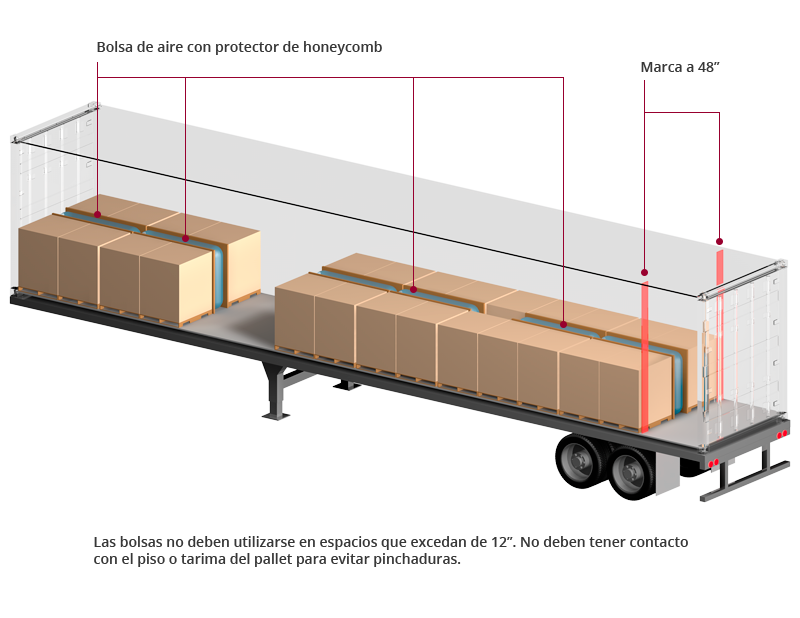 Bolsa de aire con protector de honeycomb
Marca a 48”
Las bolsas no deben utilizarse en espacios que excedan de 12”. No deben tener contacto
con el piso o tarima del pallet para evitar pinchaduras.